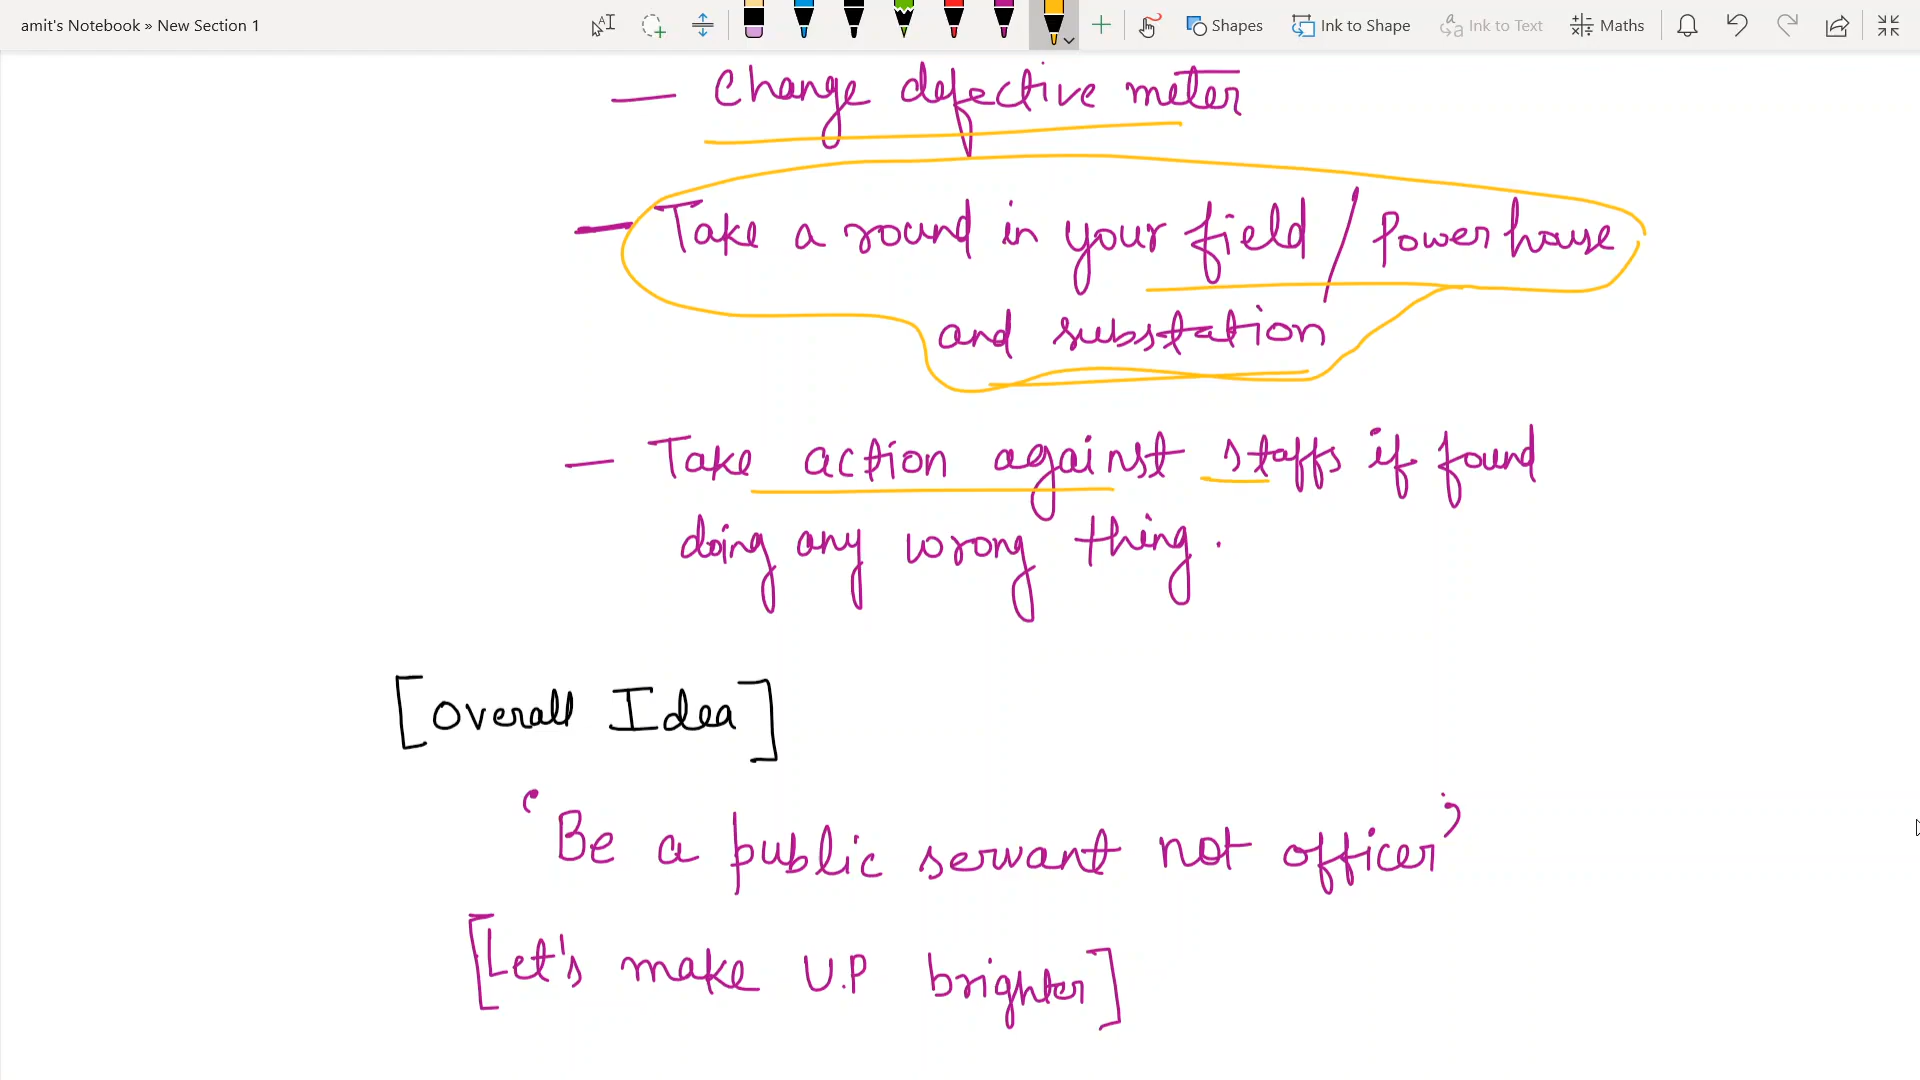 amit's Notebook » New Section 1
Shapes Ink to Shape Ink to Text Maths
— Change defective meter
— Take a round in your field / Powerhouse
and substation
— Take action against staffs if found
doing any wrong thing.
[Overall Idea]
'Be a public servant not officer'
[Let's make U.P brighter]